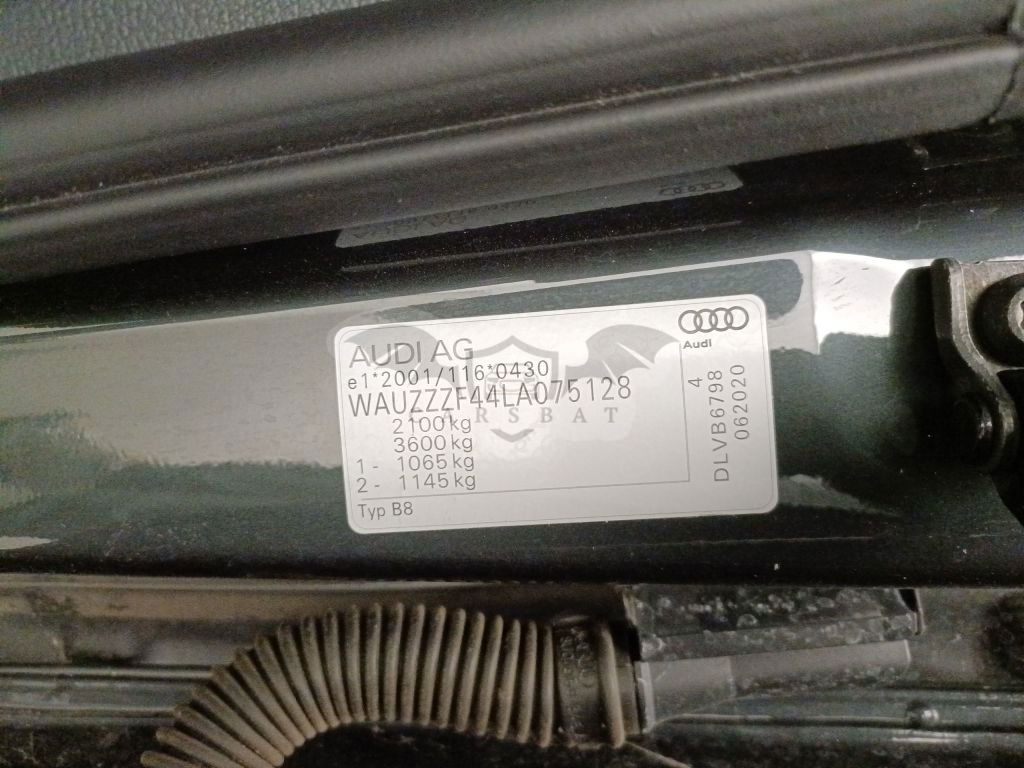 AUDI AG
e1*2001/116*0430
WAUZZZF44LA075128
2100 kg
3600 kg
1 - 1065 kg
2 - 1145 kg
Typ B8
Audi
DLVB6798 4
062020
CARSBAT